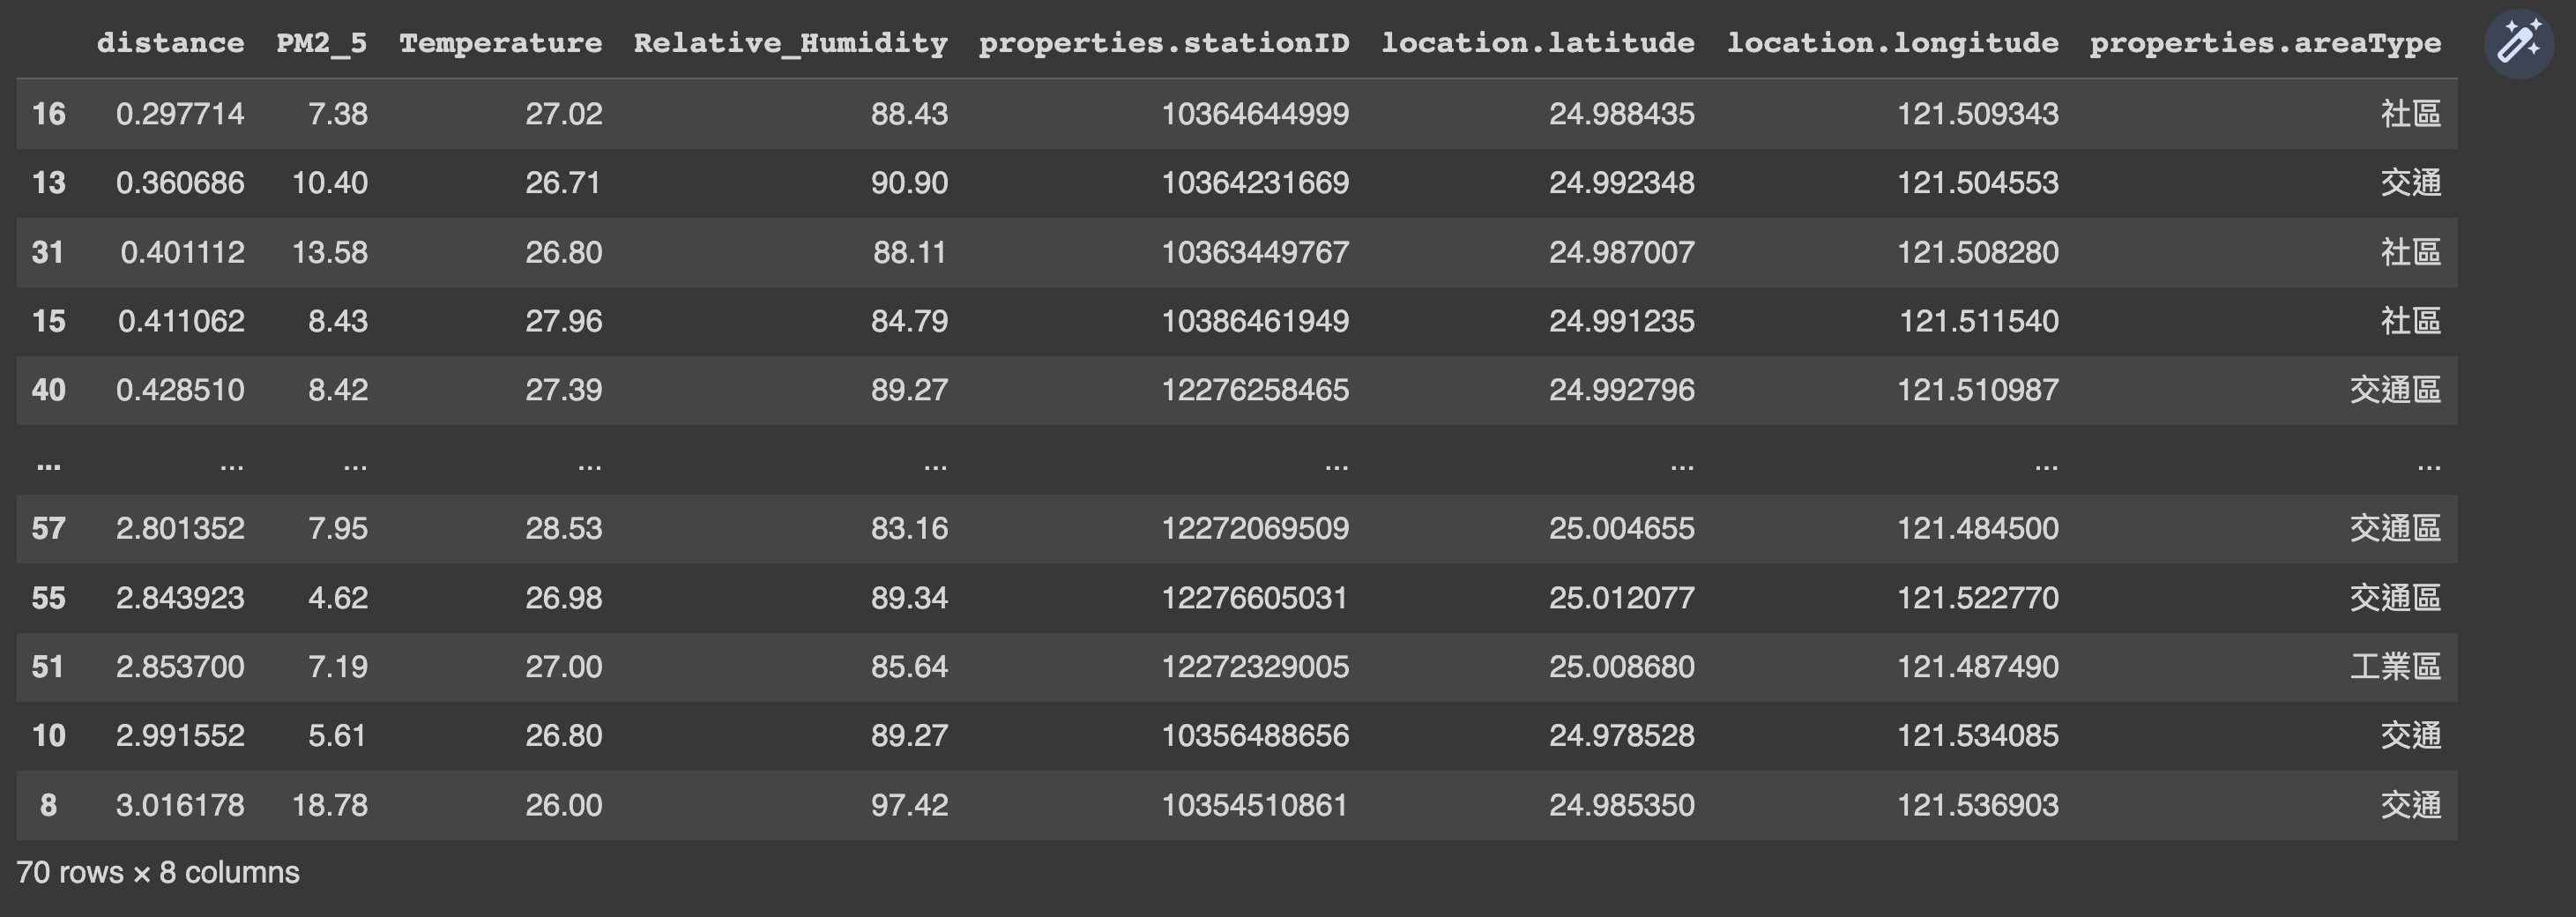 distance PM2_5 Temperature Relative_Humidity properties.stationID location.latitude location.longitude properties.areaType
16 0.297714 7.38 27.02 88.43 10364644999 24.988435 121.509343 社區
13 0.360686 10.40 26.71 90.90 10364231669 24.992348 121.504553 交通
31 0.401112 13.58 26.80 88.11 10363449767 24.987007 121.508280 社區
15 0.411062 8.43 27.96 84.79 10386461949 24.991235 121.511540 社區
40 0.428510 8.42 27.39 89.27 12276258465 24.992796 121.510987 交通區
... ... ... ... ... ... ... ... ...
57 2.801352 7.95 28.53 83.16 12272069509 25.004655 121.484500 交通區
55 2.843923 4.62 26.98 89.34 12276605031 25.012077 121.522770 交通區
51 2.853700 7.19 27.00 85.64 12272329005 25.008680 121.487490 工業區
10 2.991552 5.61 26.80 89.27 10356488656 24.978528 121.534085 交通
8 3.016178 18.78 26.00 97.42 10354510861 24.985350 121.536903 交通
70 rows × 8 columns